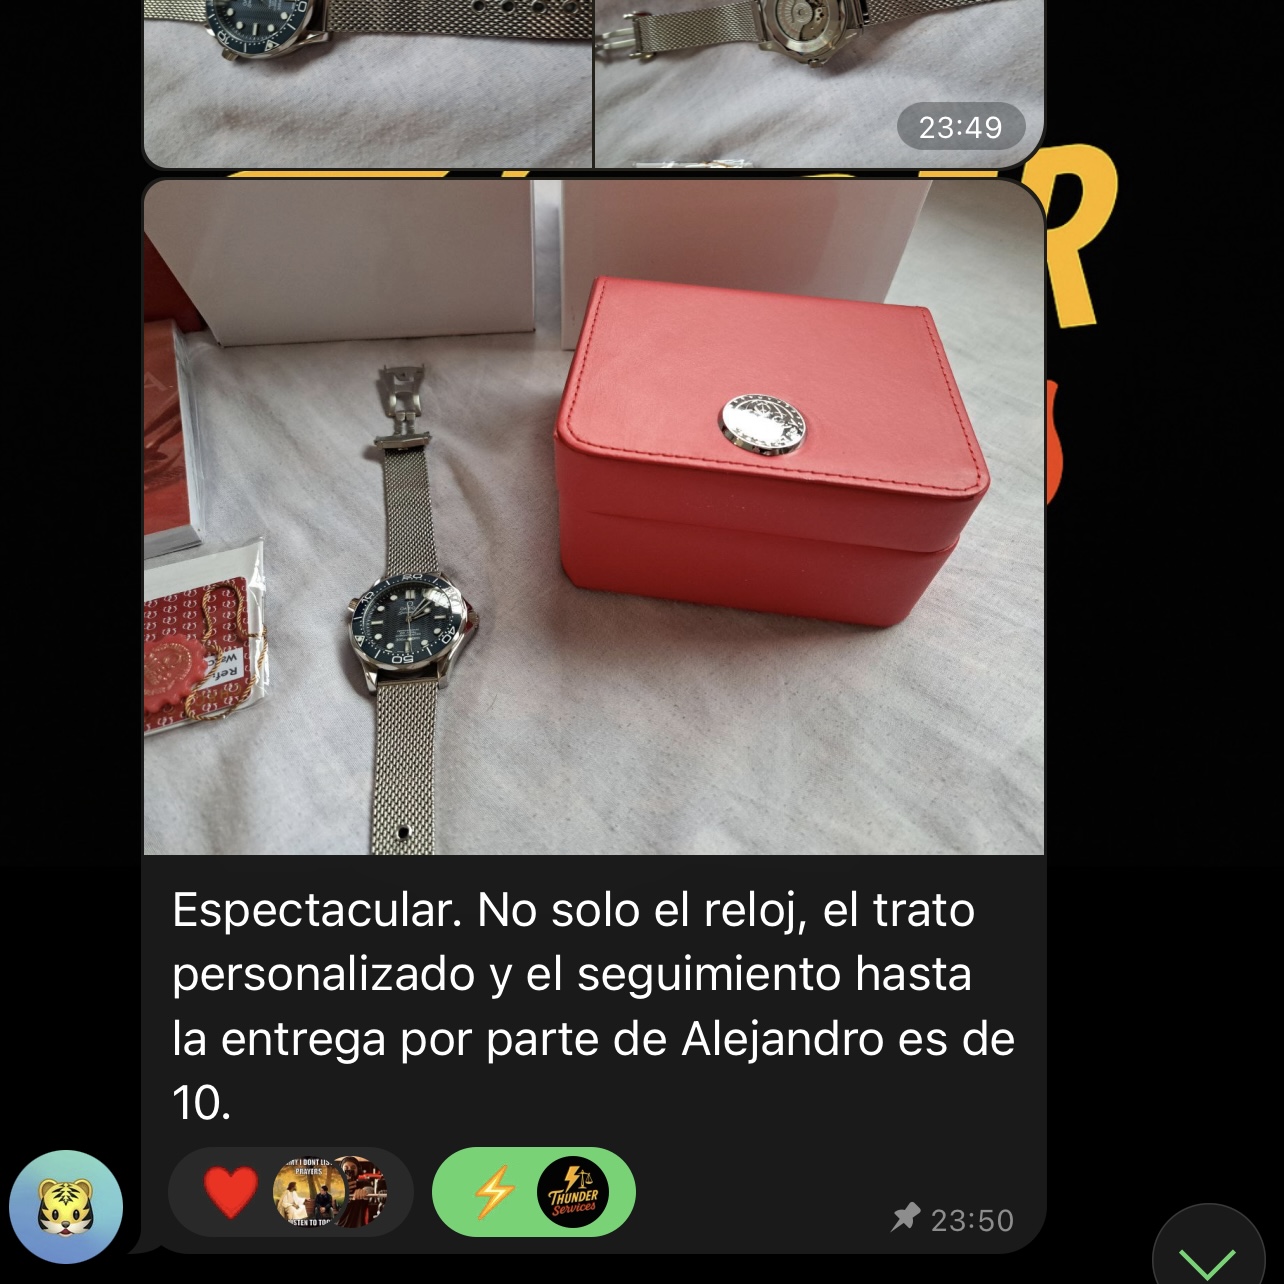 23:49
R
Espectacular. No solo el reloj, el trato
personalizado y el seguimiento hasta
la entrega por parte de Alejandro es de
10.
THUNDER
Services
23:50